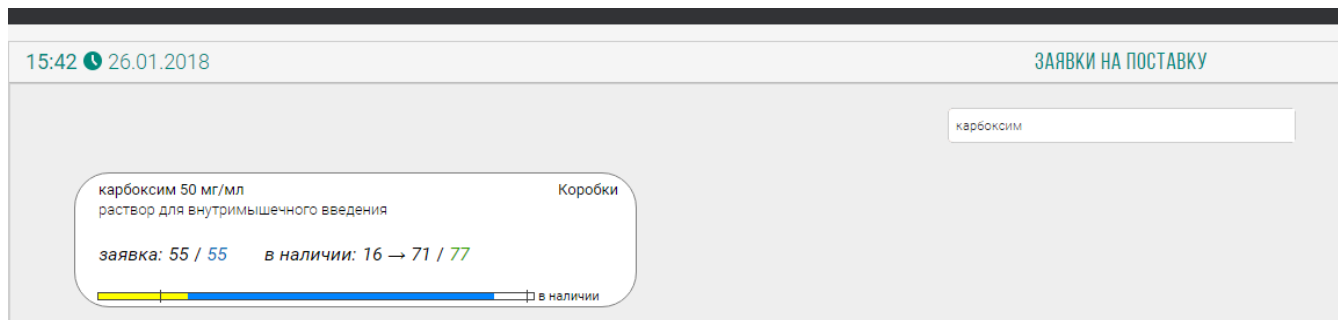 15:42 26.01.2018
ЗАЯВКИ НА ПОСТАВКУ
карбоксим
карбоксим 50 мг/мл
Коробки
раствор для внутримышечного введения
заявка: 55 / 55 в наличии: 16 → 71 / 77
в наличии